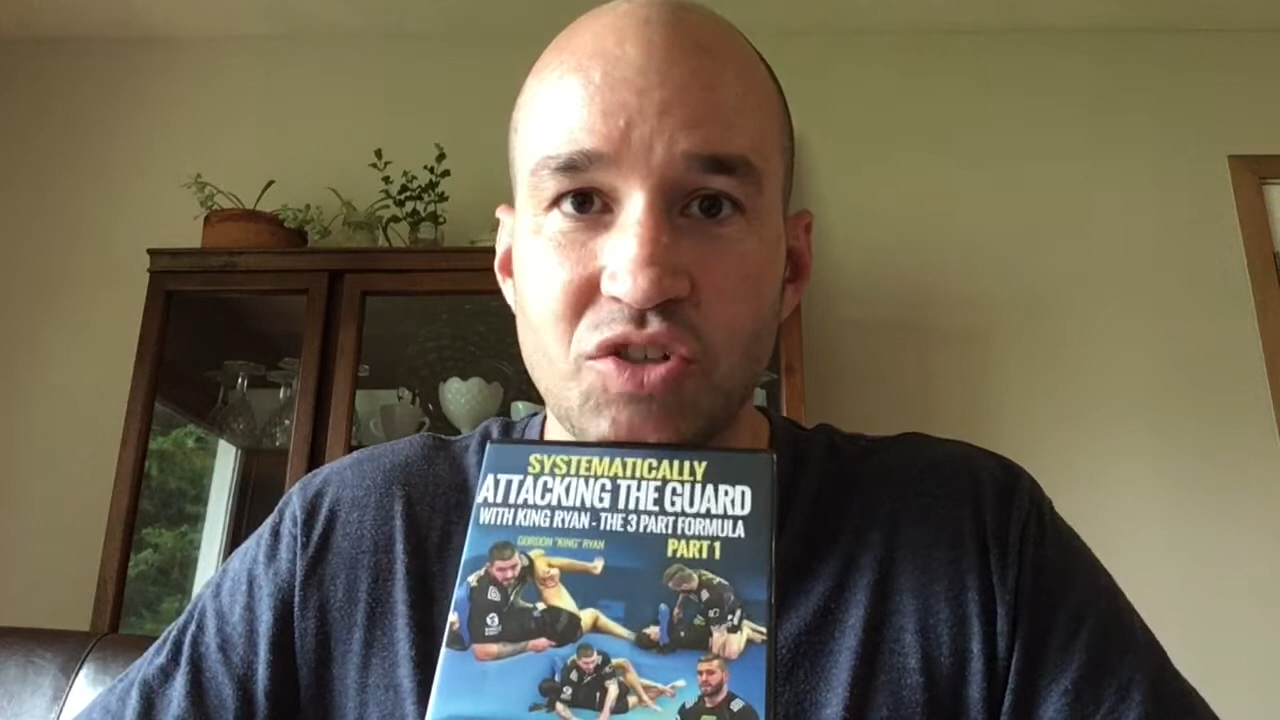 SYSTEMATICALLY
ATTACKING THE GUARD
WITH KING RYAN - THE 3 PART FORMULA
GORDON "KING" RYAN
PART 1